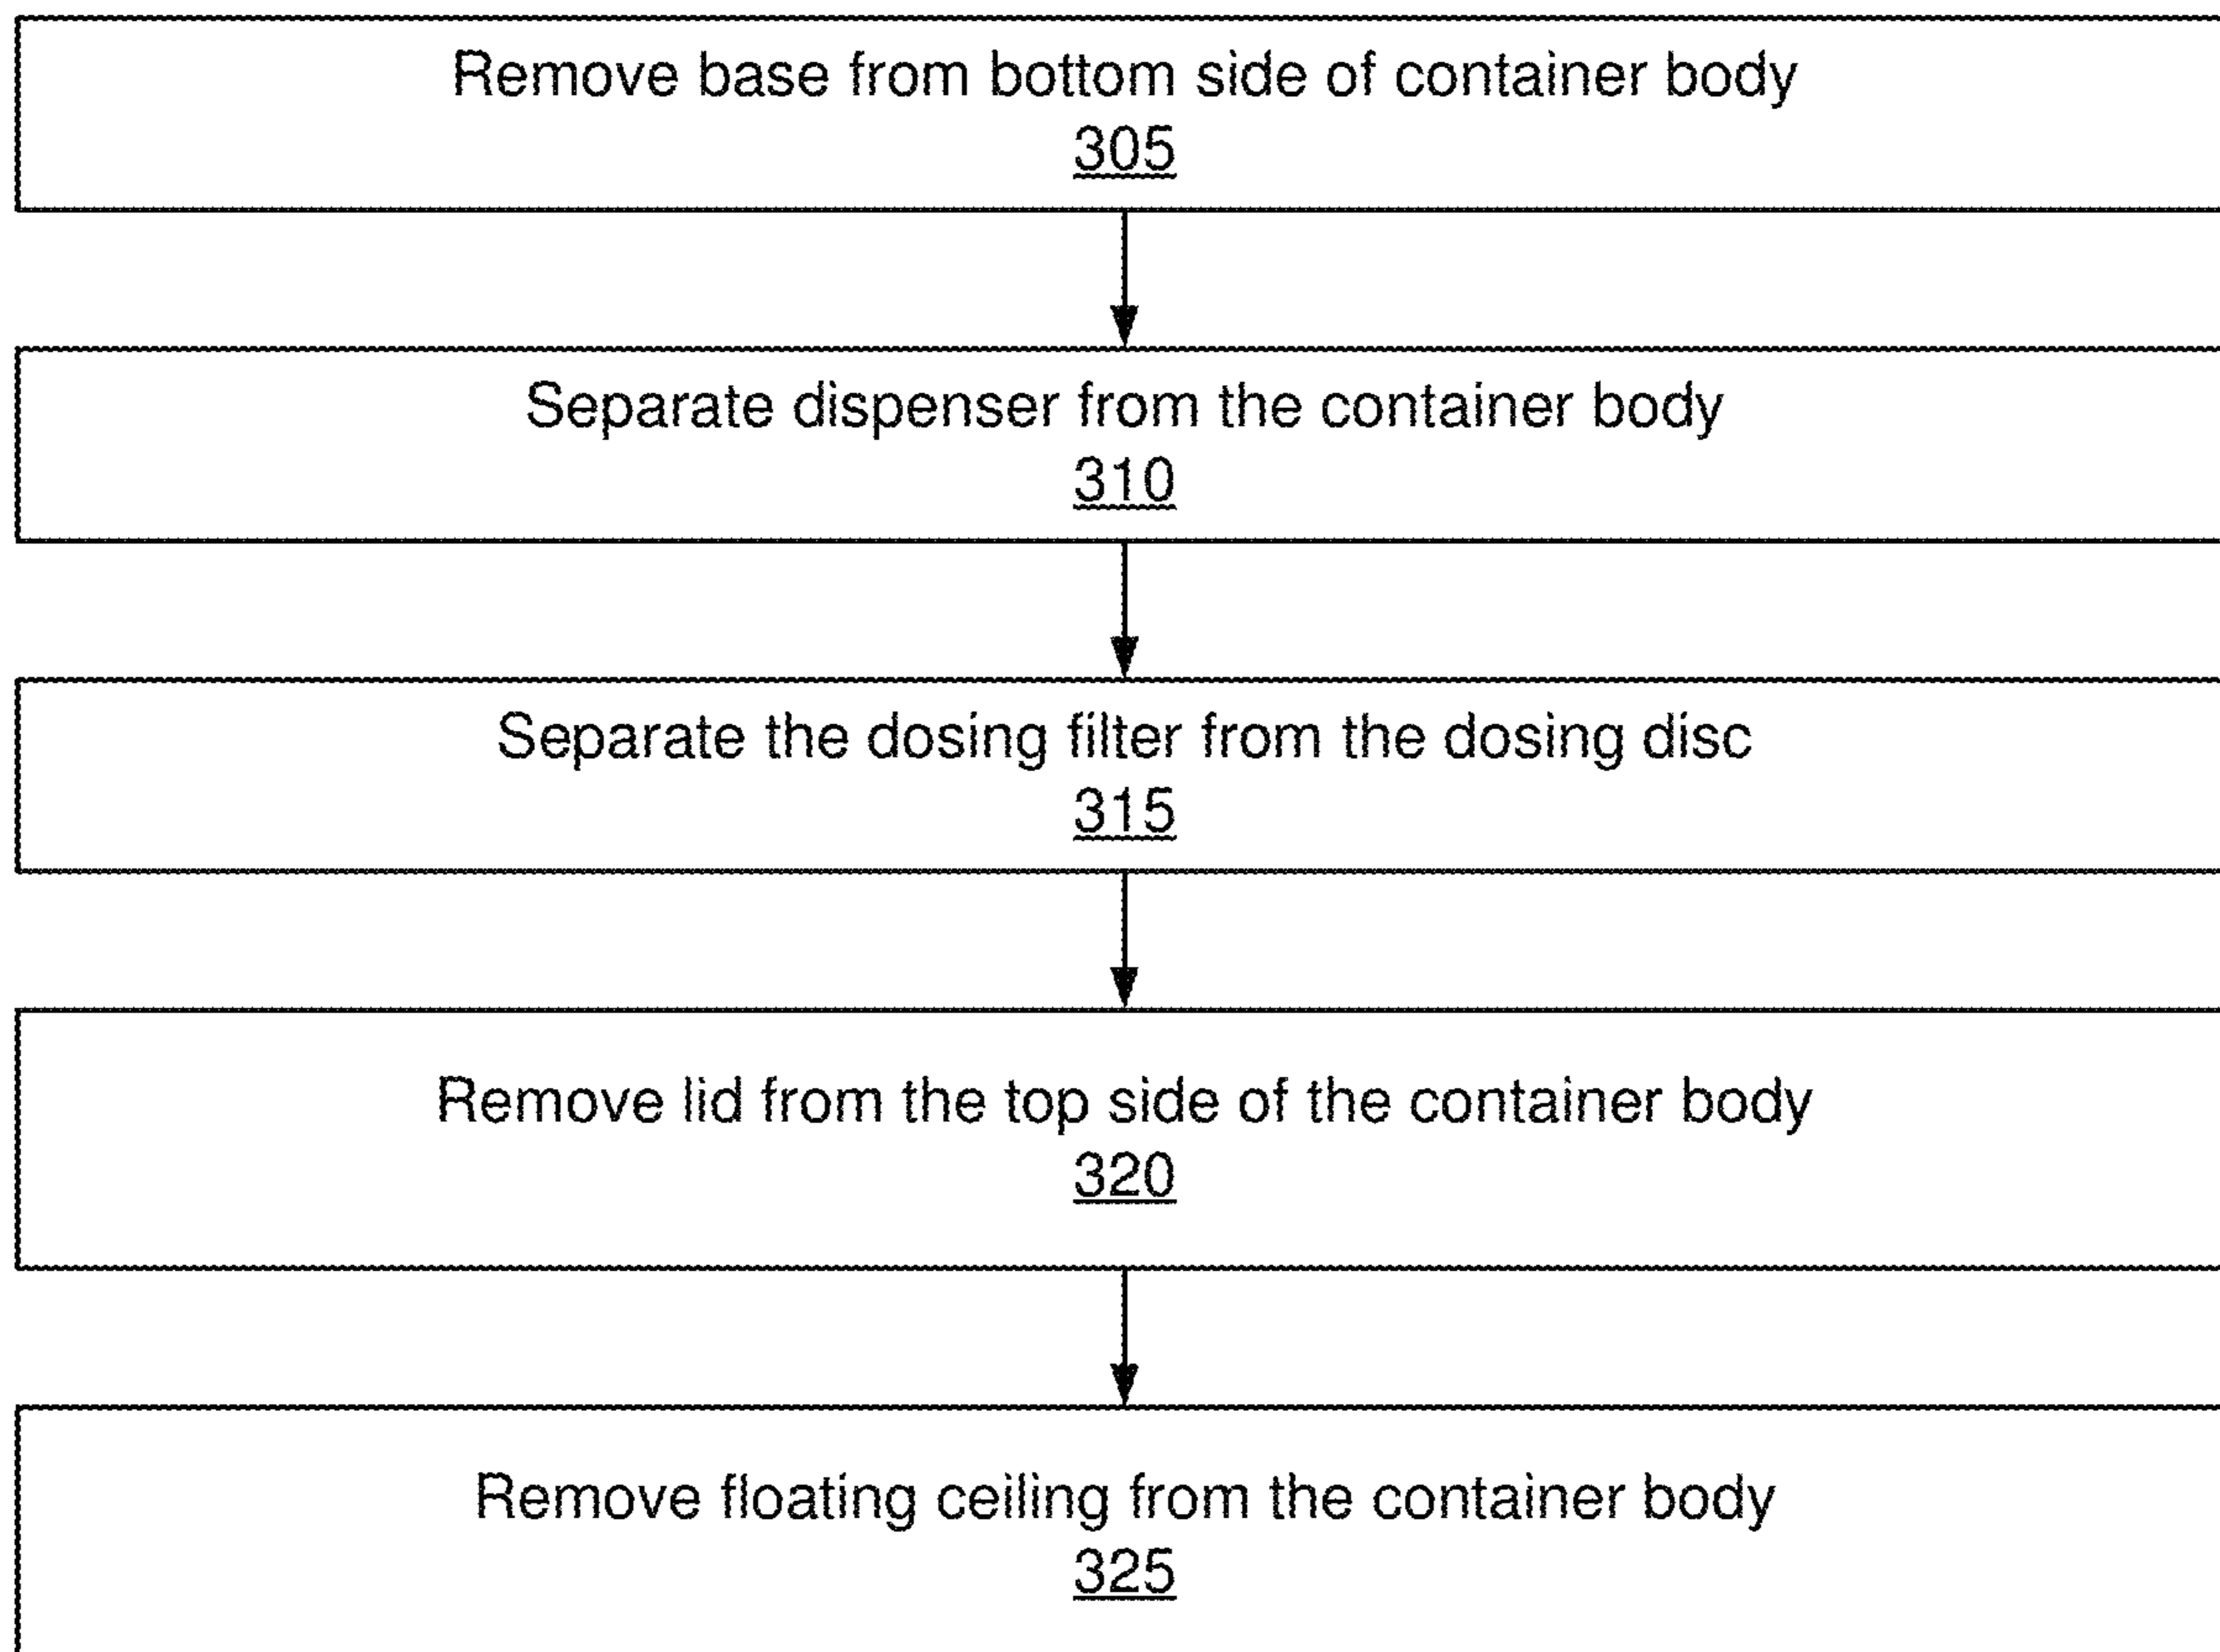 Remove base from bottom side of container body
305
Separate dispenser from the container body
310
Separate the dosing filter from the dosing disc
315
Remove lid from the top side of the container body
320
Remove floating ceiling from the container body
325